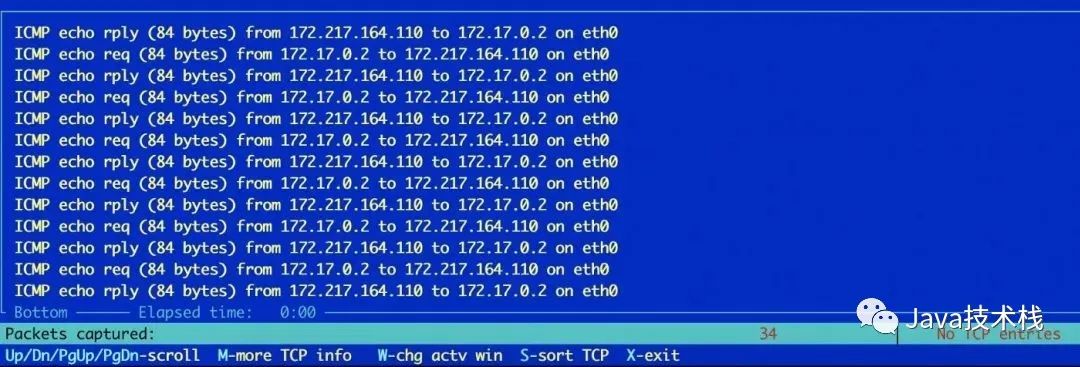 ICMP echo rply (84 bytes) from 172.217.164.110 to 172.17.0.2 on eth0
ICMP echo req (84 bytes) from 172.17.0.2 to 172.217.164.110 on eth0
ICMP echo rply (84 bytes) from 172.217.164.110 to 172.17.0.2 on eth0
ICMP echo req (84 bytes) from 172.17.0.2 to 172.217.164.110 on eth0
ICMP echo rply (84 bytes) from 172.217.164.110 to 172.17.0.2 on eth0
ICMP echo req (84 bytes) from 172.17.0.2 to 172.217.164.110 on eth0
ICMP echo rply (84 bytes) from 172.217.164.110 to 172.17.0.2 on eth0
ICMP echo req (84 bytes) from 172.17.0.2 to 172.217.164.110 on eth0
ICMP echo rply (84 bytes) from 172.217.164.110 to 172.17.0.2 on eth0
ICMP echo req (84 bytes) from 172.17.0.2 to 172.217.164.110 on eth0
ICMP echo rply (84 bytes) from 172.217.164.110 to 172.17.0.2 on eth0
ICMP echo req (84 bytes) from 172.17.0.2 to 172.217.164.110 on eth0
ICMP echo rply (84 bytes) from 172.217.164.110 to 172.17.0.2 on eth0
Bottom Elapsed time: 0:00
Java技术栈
Packets captured: 34 No TCP entries
Up/Dn/PgUp/PgDn-scroll M-more TCP info W-chg actv win S-sort TCP X-exit